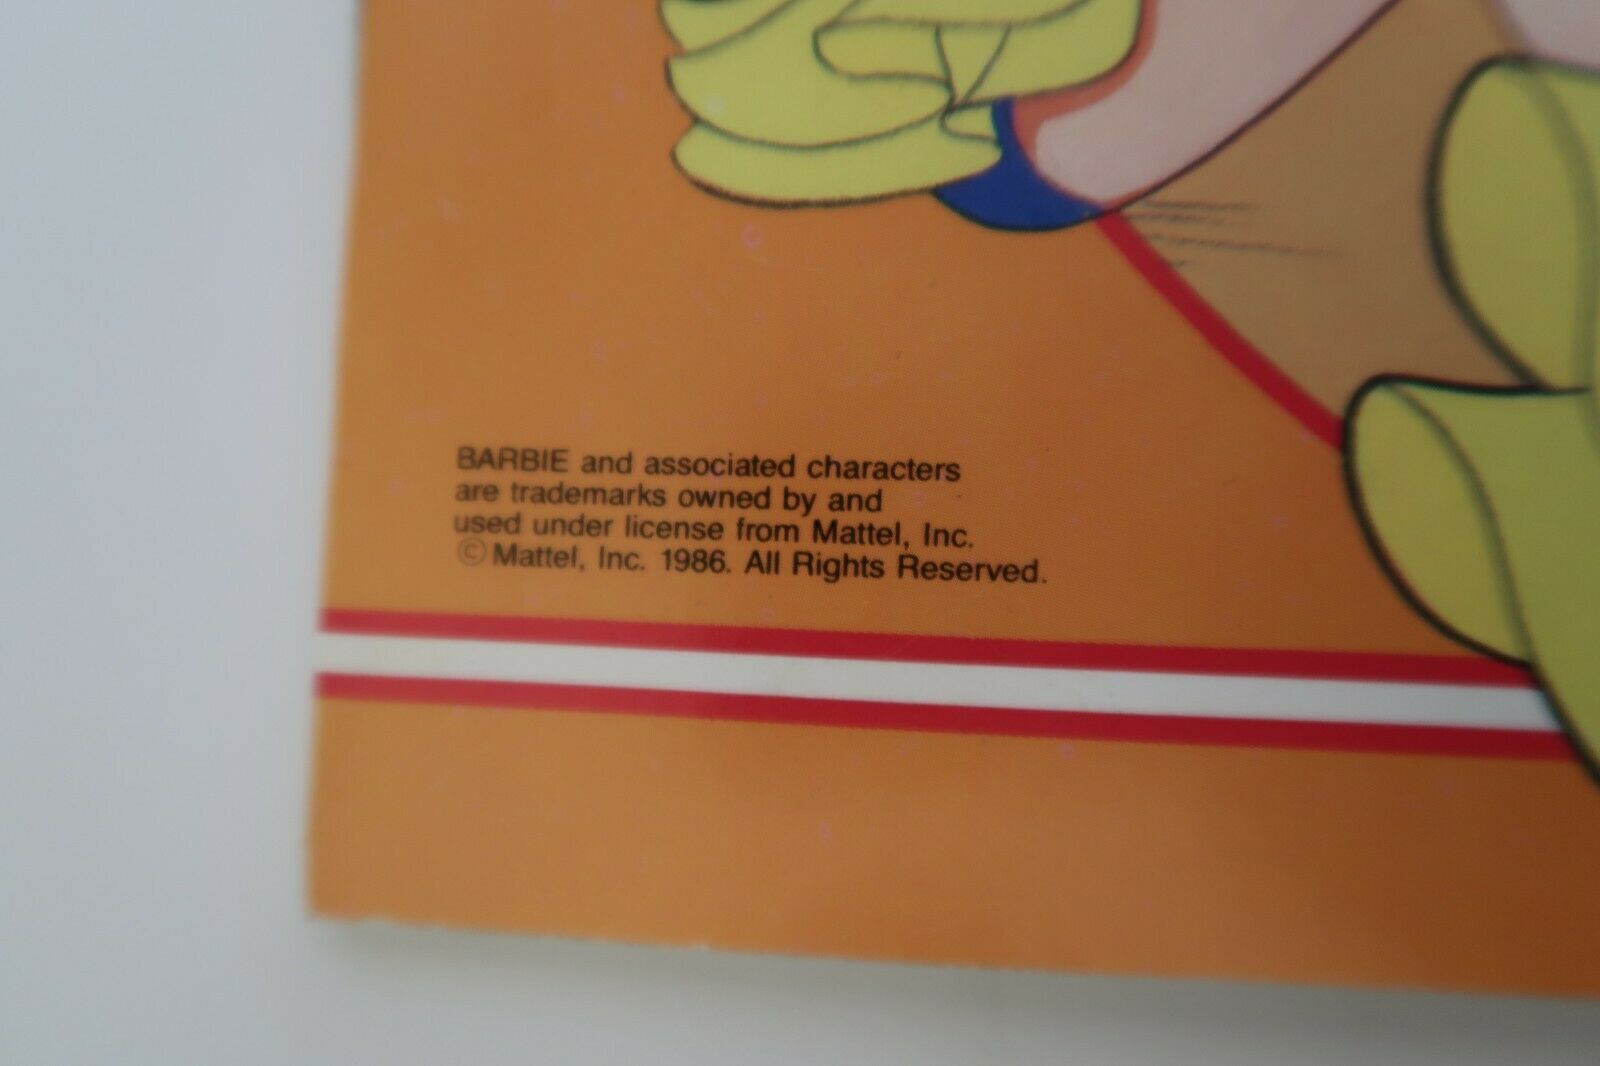 BARBIE and associated characters
are trademarks owned by and
used under license from Mattel, Inc.
© Mattel, Inc. 1986. All Rights Reserved.